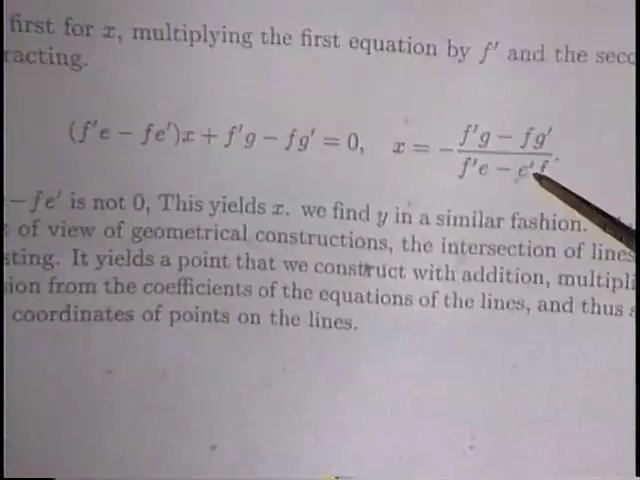 first for x, multiplying the first equation by f′ and the seco
racting.
(f′e − fe′)x + f′g − fg′ = 0, x = −(f′g − fg′)/(f′e − e′f).
− fe′ is not 0, This yields x. we find y in a similar fashion.
of view of geometrical constructions, the intersection of lines
sting. It yields a point that we construct with addition, multipli
ion from the coefficients of the equations of the lines, and thus
coordinates of points on the lines.